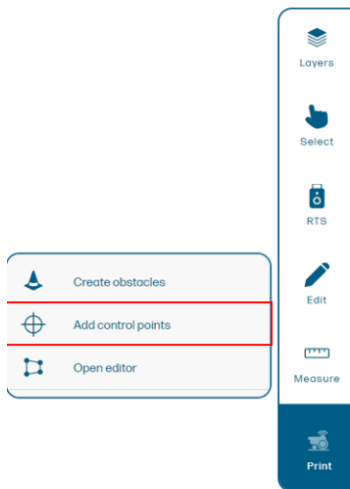 Layers
Select
RTS
Edit
Measure
Print
Create obstacles
Add control points
Open editor